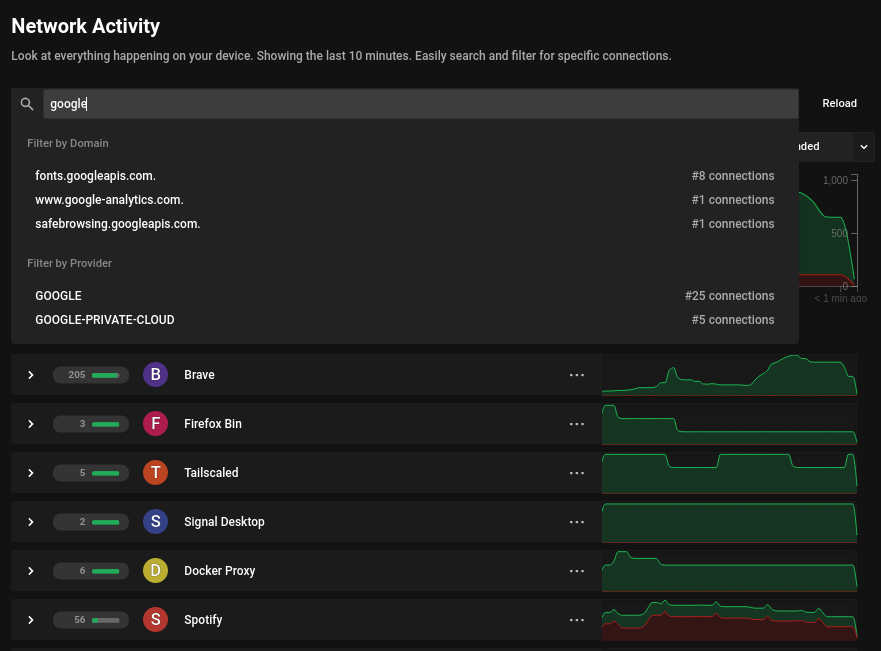 Network Activity
Look at everything happening on your device. Showing the last 10 minutes. Easily search and filter for specific connections.
google
Reload
Filter by Domain
nded
fonts.googleapis.com. #8 connections
1,000
www.google-analytics.com. #1 connections
safebrowsing.googleapis.com. #1 connections
500
Filter by Provider
0
GOOGLE #25 connections
< 1 min ago
GOOGLE-PRIVATE-CLOUD #5 connections
205 B Brave
3 F Firefox Bin
5 T Tailscaled
2 S Signal Desktop
6 D Docker Proxy
56 S Spotify